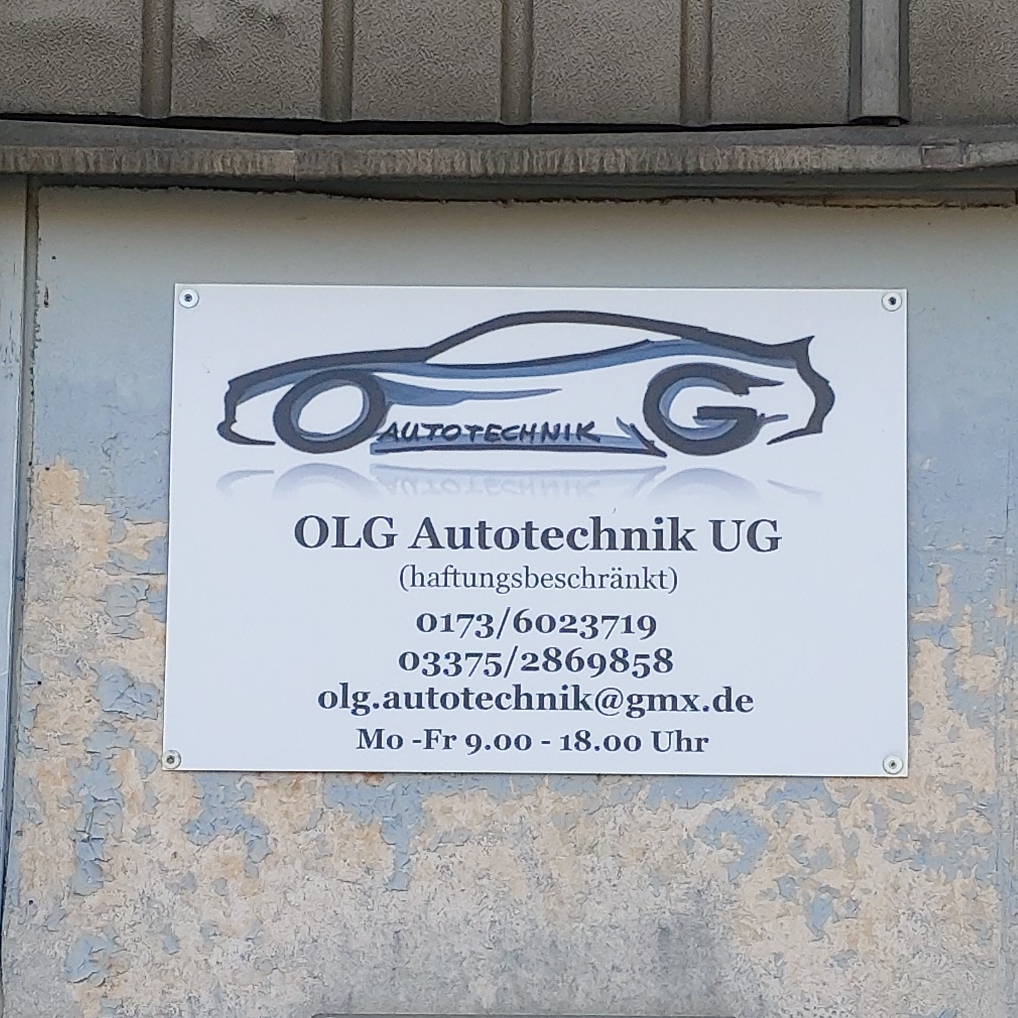 O AUTOTECHNIK G
OLG Autotechnik UG
(haftungsbeschränkt)
0173/6023719
03375/2869858
olg.autotechnik@gmx.de
Mo -Fr 9.00 - 18.00 Uhr